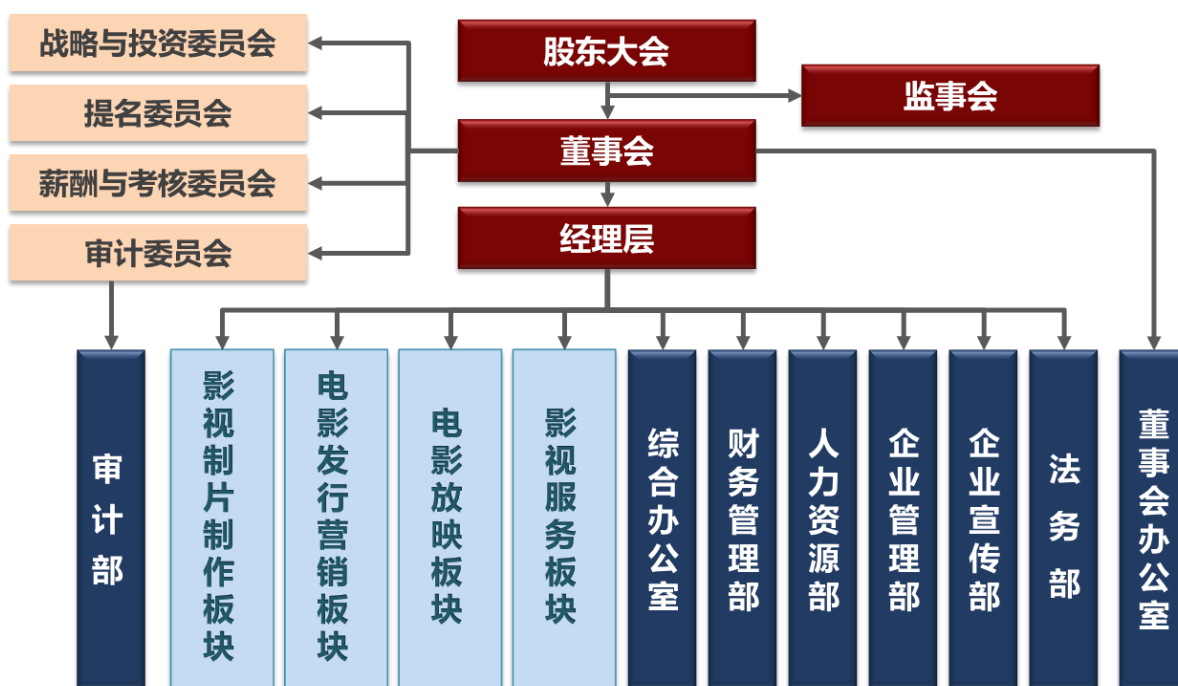 战略与投资委员会
股东大会
监事会
提名委员会
董事会
薪酬与考核委员会
经理层
审计委员会
审计部
影视制片制作板块
电影发行营销板块
电影放映板块
影视服务板块
综合办公室
财务管理部
人力资源部
企业管理部
企业宣传部
法务部
董事会办公室